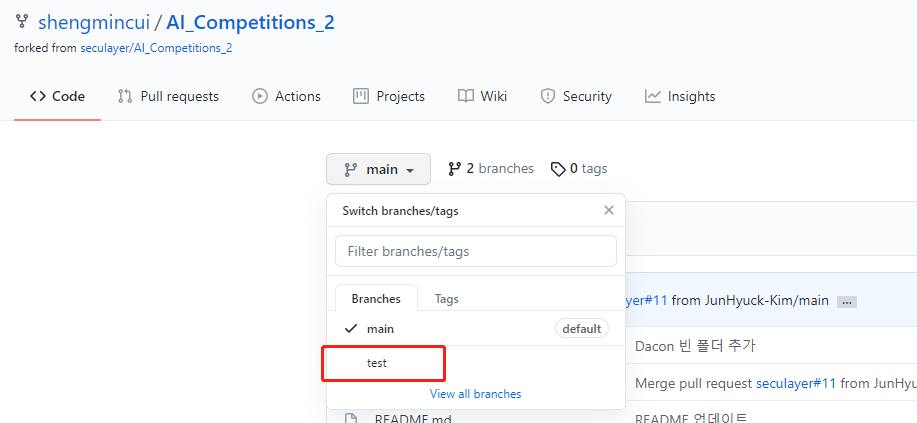 shengmincui / AI_Competitions_2
forked from seculayer/AI_Competitions_2
Code Pull requests Actions Projects Wiki Security Insights
main 2 branches 0 tags
Switch branches/tags
Filter branches/tags
Branches Tags
yer#11 from JunHyuck-Kim/main ...
main default
Dacon 빈 폴더 추가
test
Merge pull request seculayer#11 from JunHyu
View all branches
README.md README 업데이트